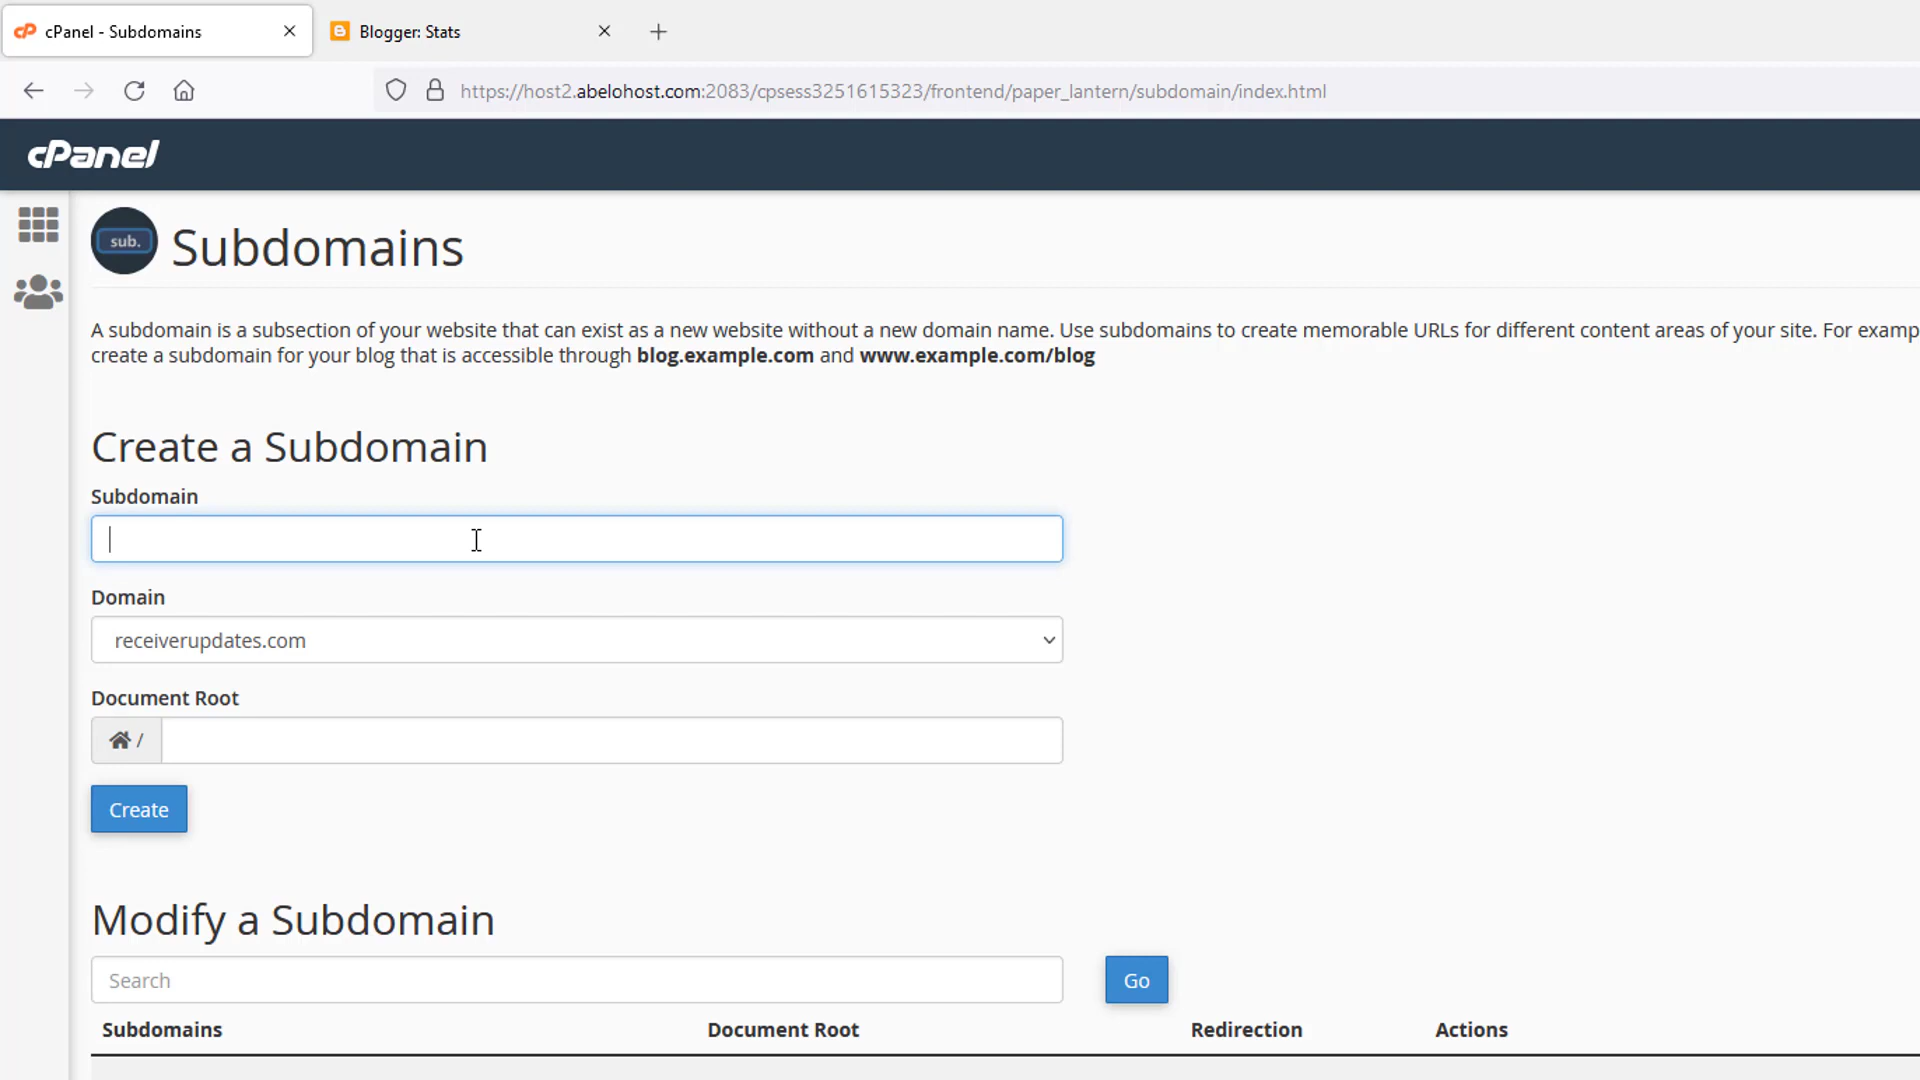 cPanel - Subdomains
Blogger: Stats
https://host2.abelohost.com:2083/cpsess3251615323/frontend/paper_lantern/subdomain/index.html
cPanel
sub.
Subdomains
A subdomain is a subsection of your website that can exist as a new website without a new domain name. Use subdomains to create memorable URLs for different content areas of your site. For examp
create a subdomain for your blog that is accessible through blog.example.com and www.example.com/blog
Create a Subdomain
Subdomain
Domain
receiverupdates.com
Document Root
/
Create
Modify a Subdomain
Search
Go
Subdomains Document Root Redirection Actions